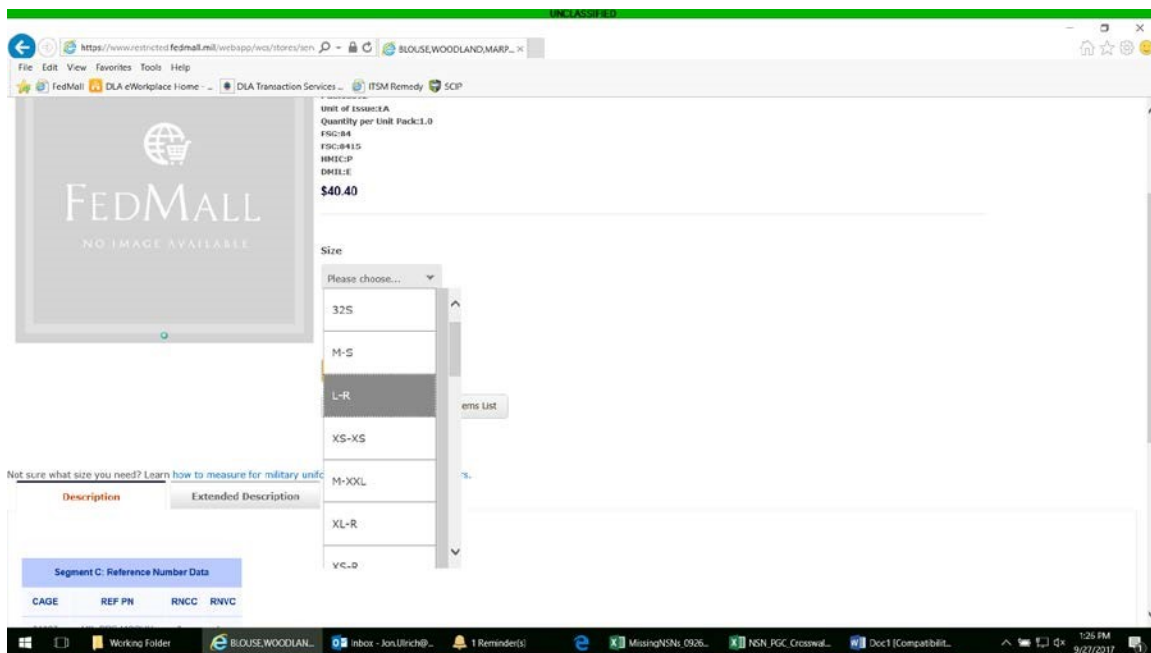 UNCLASSIFIED
https://www.restricted.fedmall.mil/webapp/wcs/stores/ser
BLOUSE,WOODLAND,MARP...
File Edit View Favorites Tools Help
FedMall DLA eWorkplace Home - ... DLA Transaction Services ... ITSM Remedy SCIP
Unit of Issue:EA
Quantity per Unit Pack:1.0
FSG:84
FSC:8415
HMIC:P
DMIL:E
$40.40
FEDMALL
NO IMAGE AVAILABLE
Size
Please choose...
32S
M-S
L-R
ems List
XS-XS
Not sure what size you need? Learn how to measure for military unifo rs.
M-XXL
Description Extended Description
XL-R
XS-R
Segment C: Reference Number Data
CAGE REF PN RNCC RNVC
Working Folder BLOUSE,WOODLAN... Inbox - Jon.Ullrich@... 1 Reminder(s) MissingNSNs_0926... NSN_PGC_Crosswal... Doc1 [Compatibilit...
1:26 PM
9/27/2017